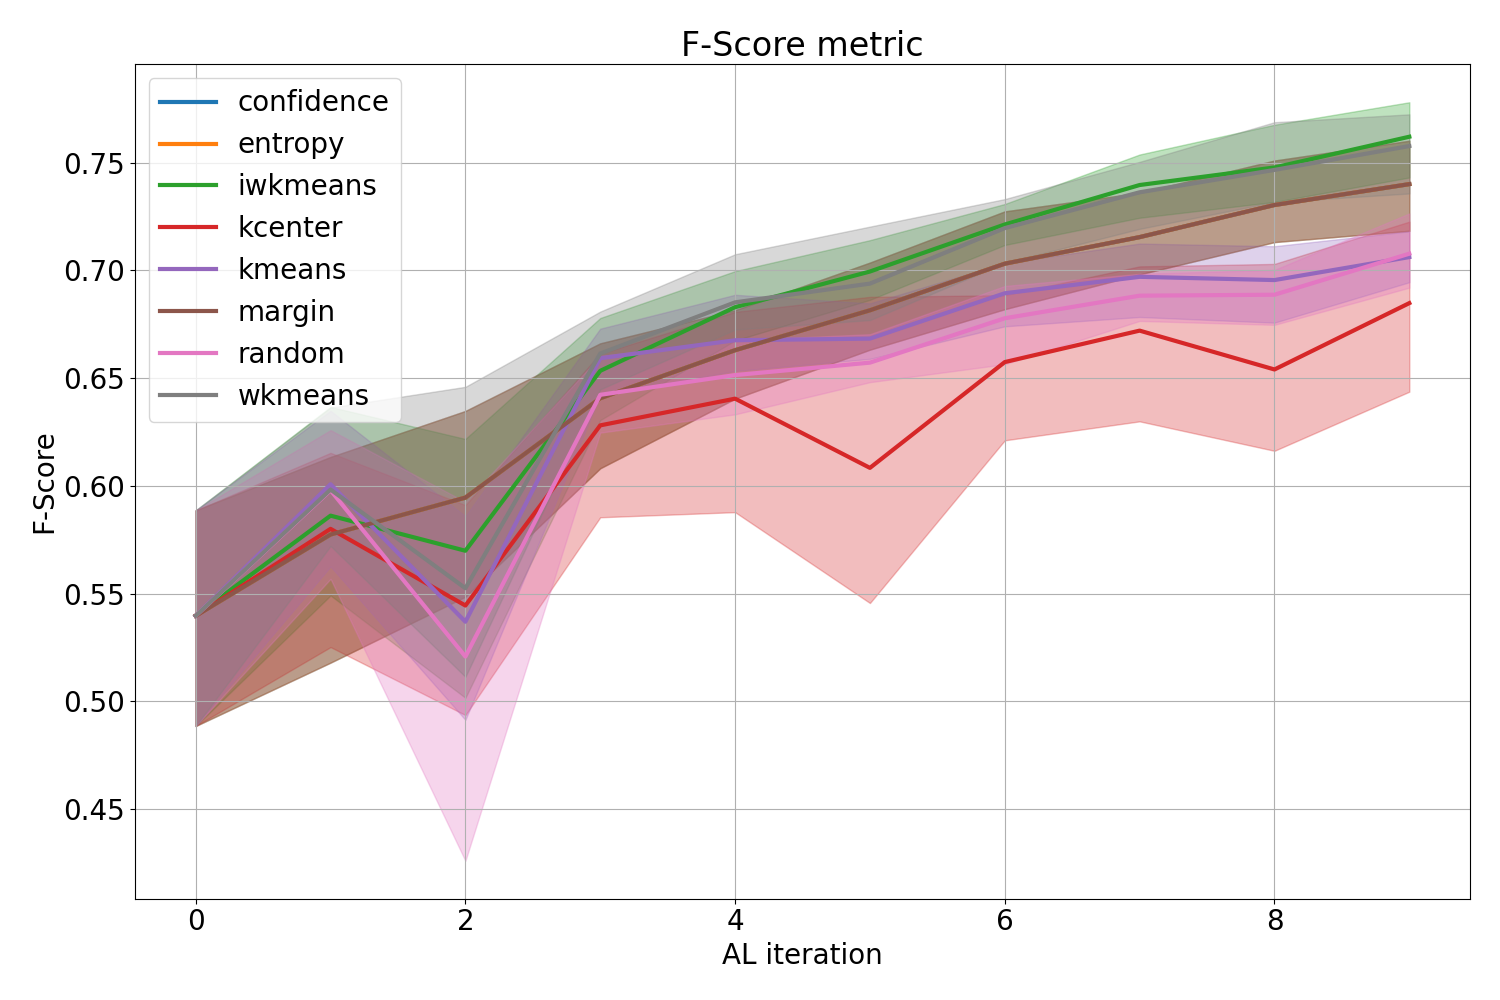 F-Score metric
confidence
entropy
iwkmeans
kcenter
kmeans
margin
random
wkmeans
0.75
0.70
0.65
0.60
0.55
0.50
0.45
F-Score
0 2 4 6 8
AL iteration